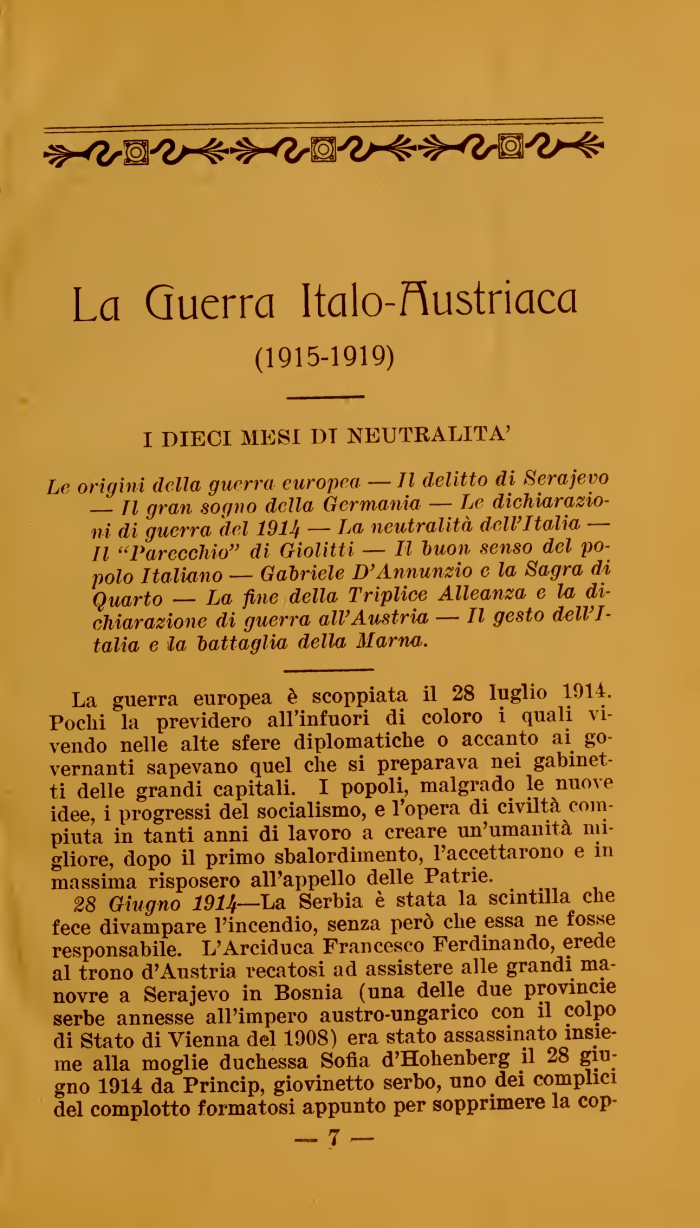 La Guerra Italo-Austriaca
(1915-1919)
I DIECI MESI DI NEUTRALITA'
Le origini della guerra europea — Il delitto di Serajevo
— Il gran sogno della Germania — Le dichiarazio-
ni di guerra del 1914 — La neutralità dell'Italia —
Il “Parecchio” di Giolitti — Il buon senso del po-
polo Italiano — Gabriele D'Annunzio e la Sagra di
Quarto — La fine della Triplice Alleanza e la di-
chiarazione di guerra all'Austria — Il gesto dell'I-
talia e la battaglia della Marna.
La guerra europea è scoppiata il 28 luglio 1914.
Pochi la previdero all'infuori di coloro i quali vi-
vendo nelle alte sfere diplomatiche o accanto ai go-
vernanti sapevano quel che si preparava nei gabinet-
ti delle grandi capitali. I popoli, malgrado le nuove
idee, i progressi del socialismo, e l'opera di civiltà com-
piuta in tanti anni di lavoro a creare un'umanità mi-
gliore, dopo il primo sbalordimento, l'accettarono e in
massima risposero all'appello delle Patrie.
28 Giugno 1914—La Serbia è stata la scintilla che
fece divampare l'incendio, senza però che essa ne fosse
responsabile. L'Arciduca Francesco Ferdinando, erede
al trono d'Austria recatosi ad assistere alle grandi ma-
novre a Serajevo in Bosnia (una delle due provincie
serbe annesse all'impero austro-ungarico con il colpo
di Stato di Vienna del 1908) era stato assassinato insie-
me alla moglie duchessa Sofia d'Hohenberg il 28 giu-
gno 1914 da Princip, giovinetto serbo, uno dei complici
del complotto formatosi appunto per sopprimere la cop-
— 7 —